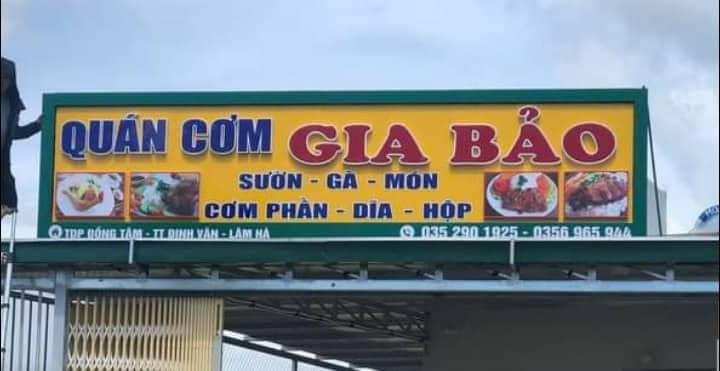 QUÁN CƠM GIA BẢO
SƯỜN - GÀ - MÓN
CƠM PHẦN - DĨA - HỘP
TDP ĐỒNG TÂM - TT ĐINH VĂN - LÂM HÀ 035 290 1925 - 0356 965 944